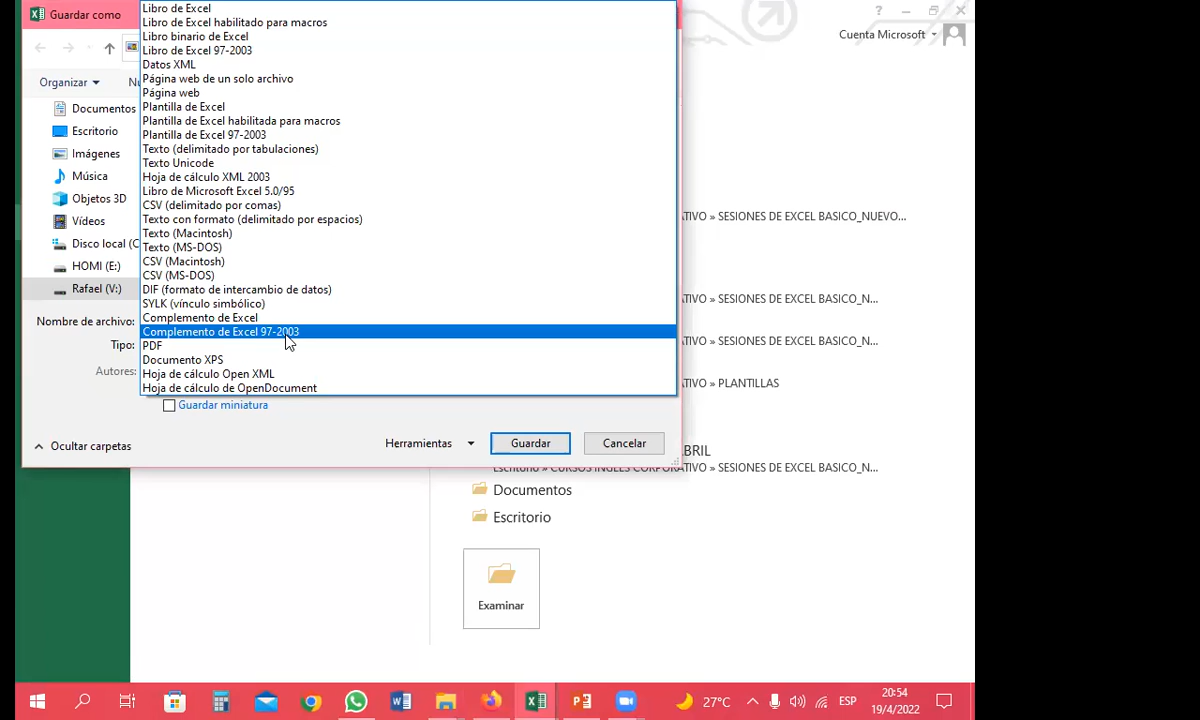 Guardar como
Libro de Excel
Libro de Excel habilitado para macros
Libro binario de Excel
Libro de Excel 97-2003
Datos XML
Página web de un solo archivo
Página web
Plantilla de Excel
Plantilla de Excel habilitada para macros
Plantilla de Excel 97-2003
Texto (delimitado por tabulaciones)
Texto Unicode
Hoja de cálculo XML 2003
Libro de Microsoft Excel 5.0/95
CSV (delimitado por comas)
Texto con formato (delimitado por espacios)
Texto (Macintosh)
Texto (MS-DOS)
CSV (Macintosh)
CSV (MS-DOS)
DIF (formato de intercambio de datos)
SYLK (vínculo simbólico)
Complemento de Excel
Complemento de Excel 97-2003
PDF
Documento XPS
Hoja de cálculo Open XML
Hoja de cálculo de OpenDocument
Organizar
Nu
Documentos
Escritorio
Imágenes
Música
Objetos 3D
Vídeos
Disco local (C
HOMI (E:)
Rafael (V:)
Nombre de archivo:
Tipo:
Autores:
Guardar miniatura
Ocultar carpetas
Herramientas
Guardar
Cancelar
?
Cuenta Microsoft
ATIVO » SESIONES DE EXCEL BASICO_NUEVO...
ATIVO » SESIONES DE EXCEL BASICO_N...
ATIVO » SESIONES DE EXCEL BASICO_N...
ATIVO » PLANTILLAS
BRIL
Escritorio » CURSOS INGLES CORPORATIVO » SESIONES DE EXCEL BASICO_N...
Documentos
Escritorio
Examinar
27°C
ESP
20:54
19/4/2022